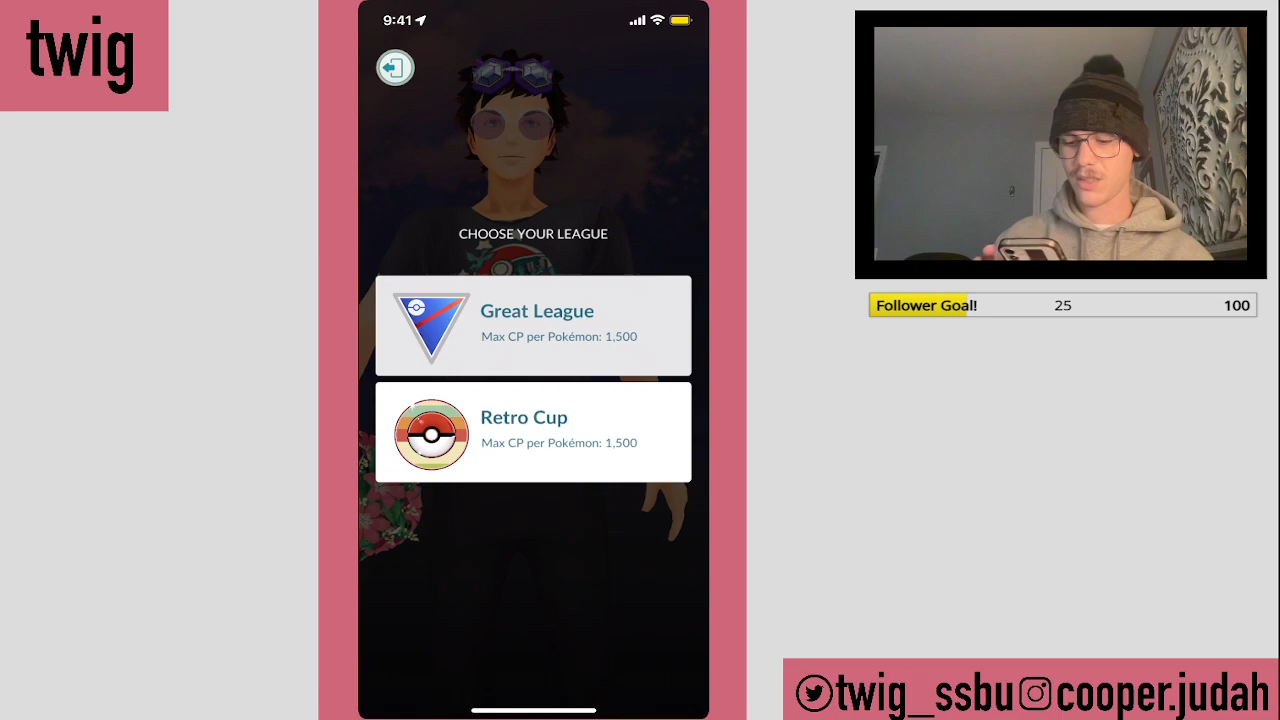 twig
9:41
CHOOSE YOUR LEAGUE
Great League
Max CP per Pokémon: 1,500
Retro Cup
Max CP per Pokémon: 1,500
Follower Goal! 25 100
twig_ssbu cooper.judah